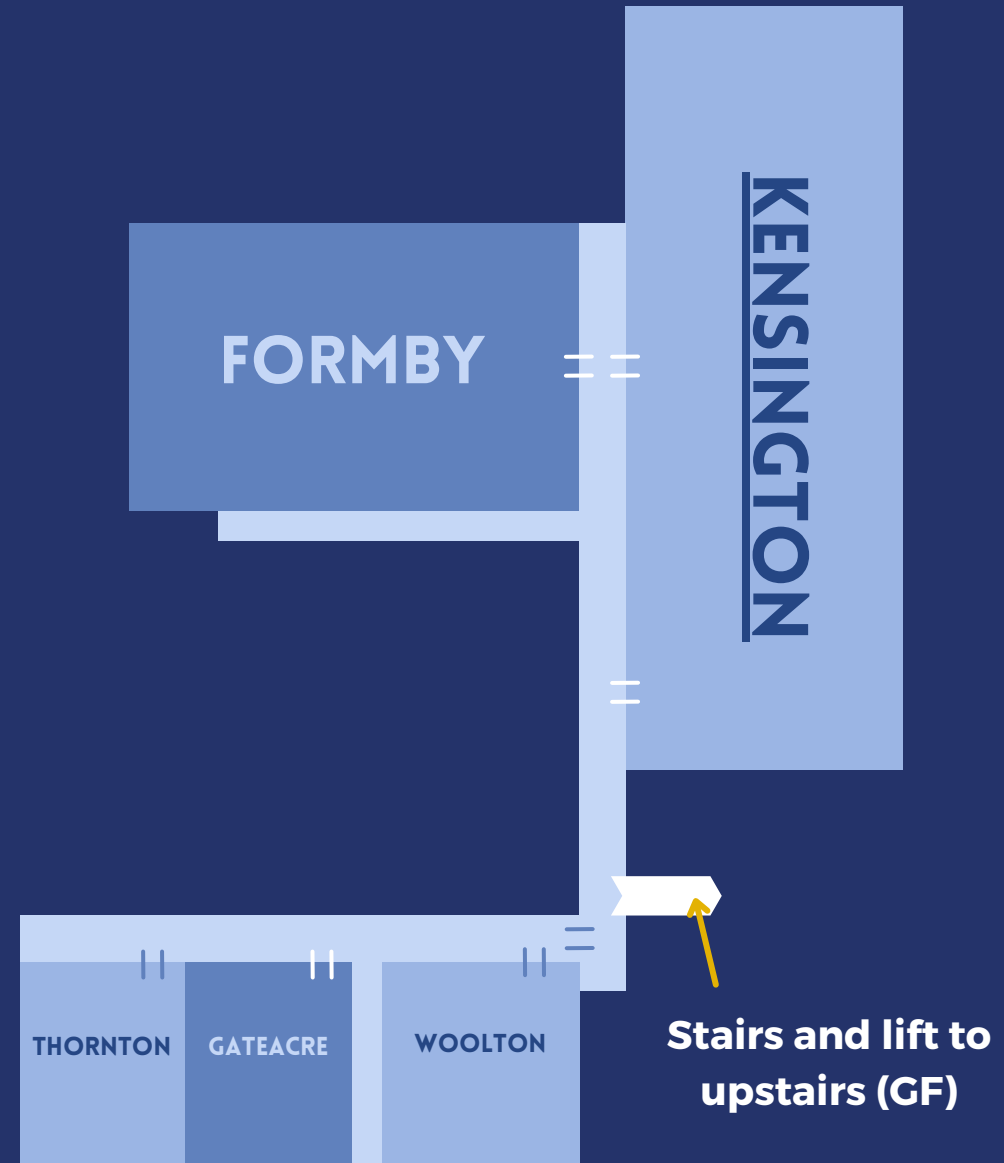 KENSINGTON
FORMBY
THORNTON
GATEACRE
WOOLTON
Stairs and lift to
upstairs (GF)